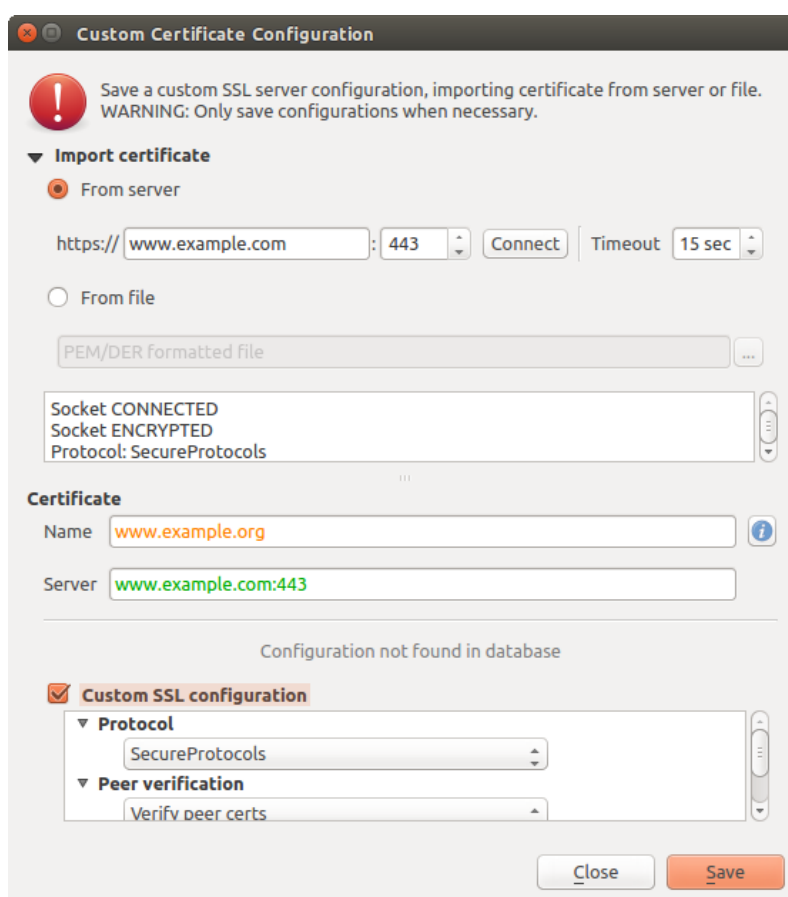 Custom Certificate Configuration
Save a custom SSL server configuration, importing certificate from server or file.
WARNING: Only save configurations when necessary.
Import certificate
From server
https:// www.example.com : 443 Connect Timeout 15 sec
From file
PEM/DER formatted file ...
Socket CONNECTED
Socket ENCRYPTED
Protocol: SecureProtocols
Certificate
Name www.example.org
Server www.example.com:443
Configuration not found in database
Custom SSL configuration
Protocol
SecureProtocols
Peer verification
Verify peer certs
Close Save